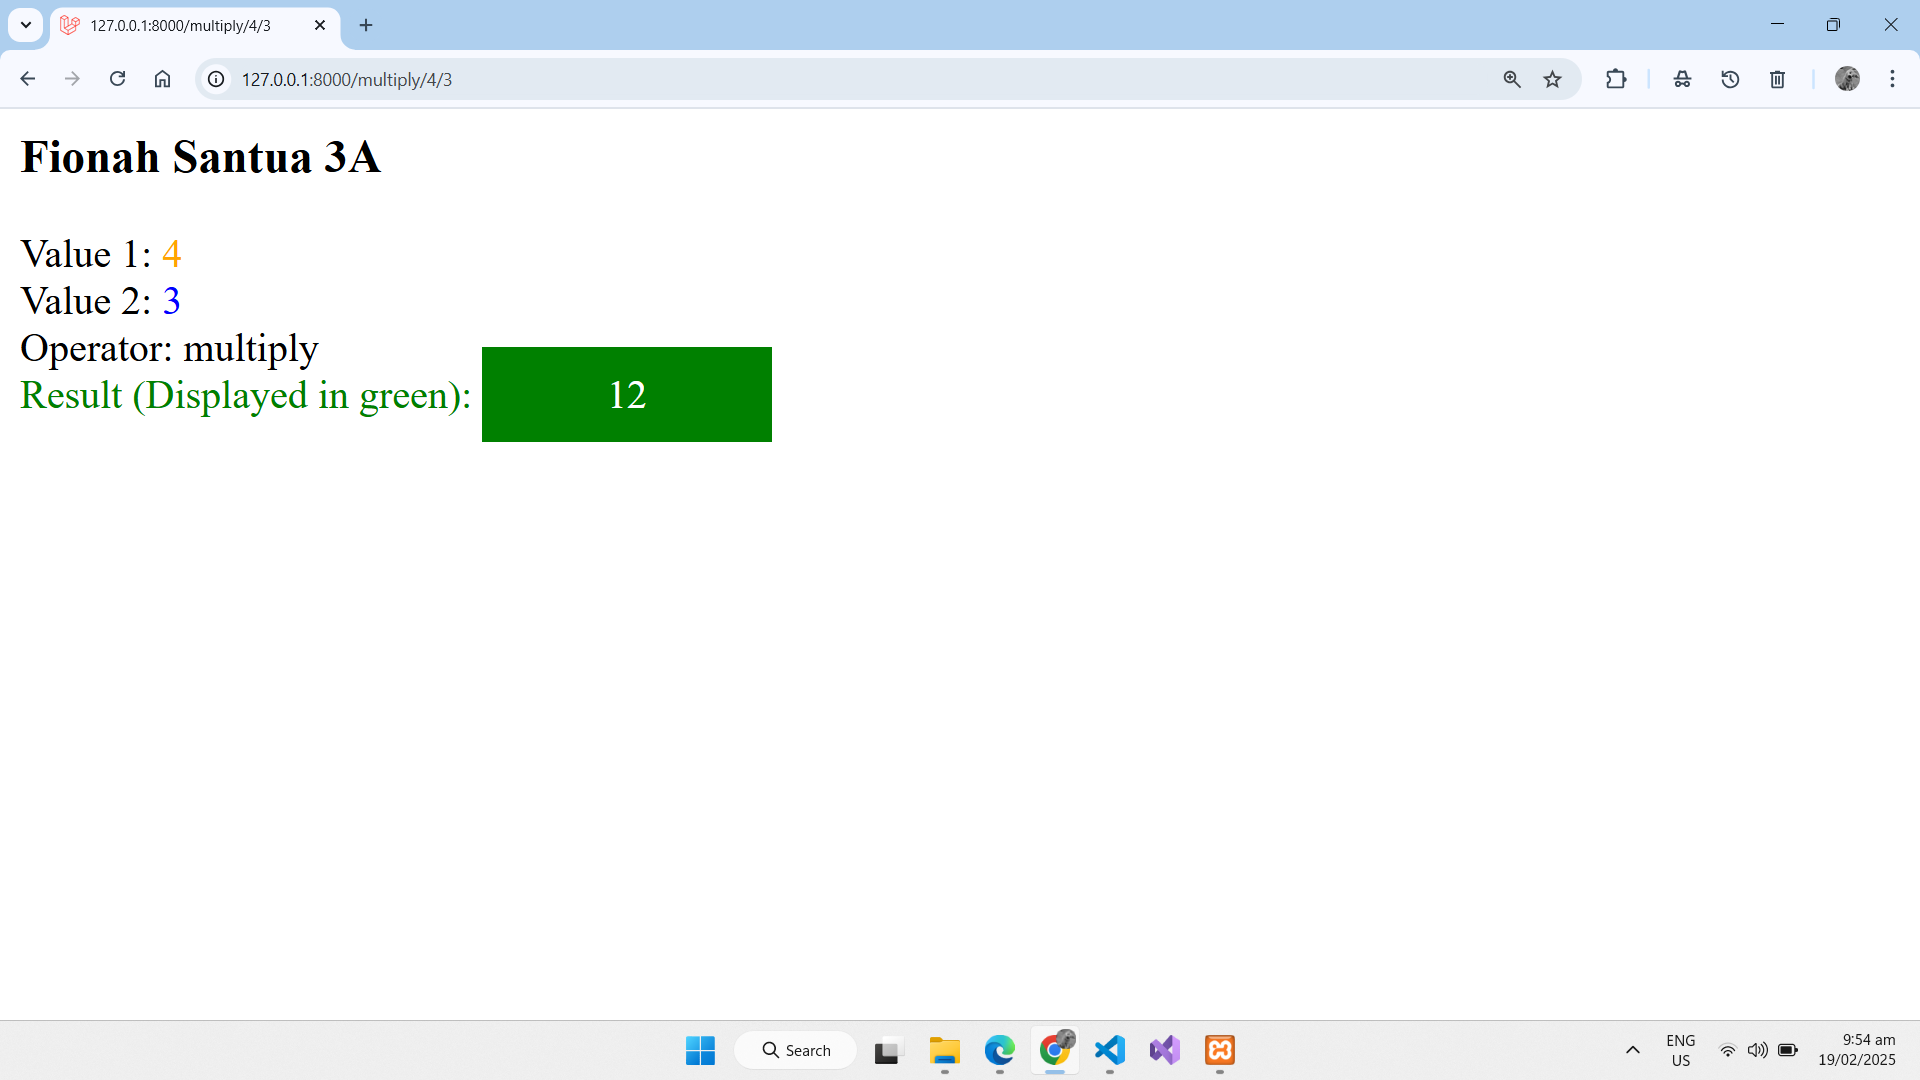 127.0.0.1:8000/multiply/4/3
127.0.0.1:8000/multiply/4/3
Fionah Santua 3A
Value 1: 4
Value 2: 3
Operator: multiply
Result (Displayed in green): 12
Search
ENG
US
9:54 am
19/02/2025